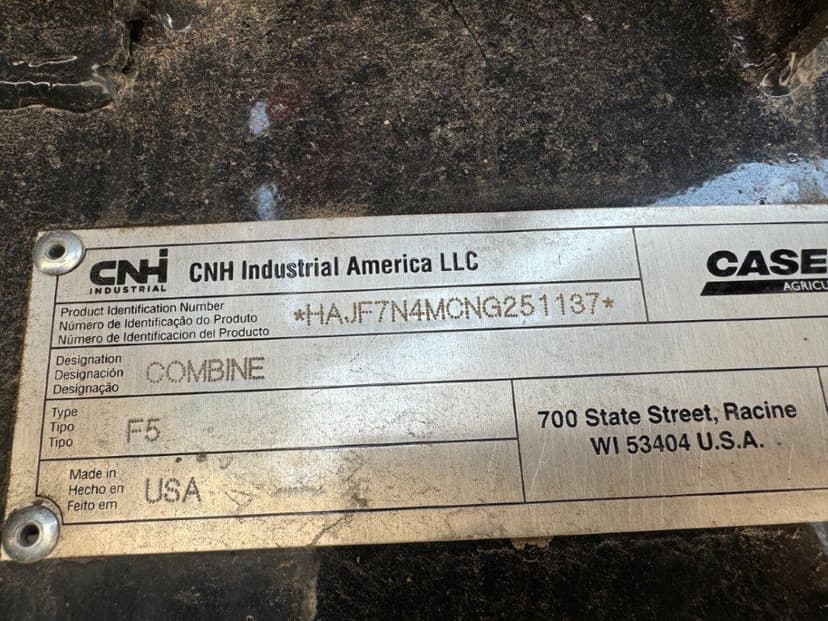 CNH
INDUSTRIAL
CNH Industrial America LLC
CASE
AGRICU
Product Identification Number
Número de Identificação do Produto
Número de Identificacion del Producto
*HAJF7N4MCNG251137*
Designation
Designación
Designação
COMBINE
Type
Tipo
Tipo
F5
700 State Street, Racine
WI 53404 U.S.A.
Made in
Hecho en
Feito em
USA